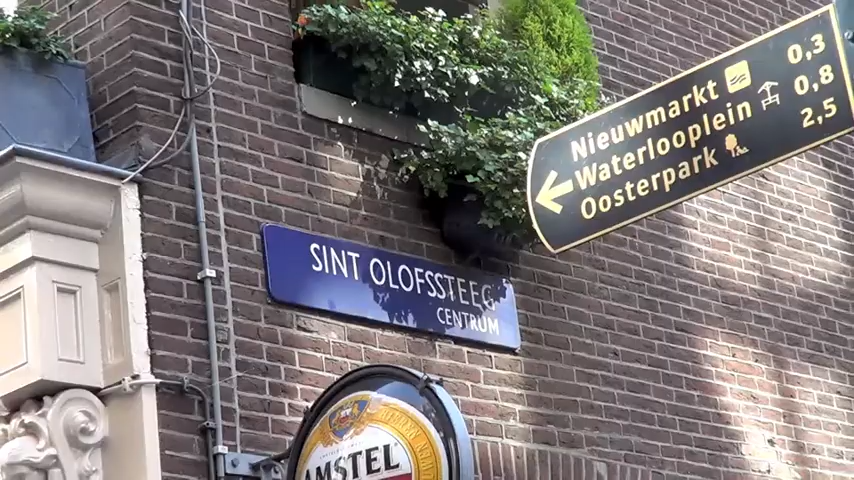 Nieuwmarkt 0,3
Waterlooplein 0,8
Oosterpark 2,5
SINT OLOFSSTEEG
CENTRUM
AMSTEL